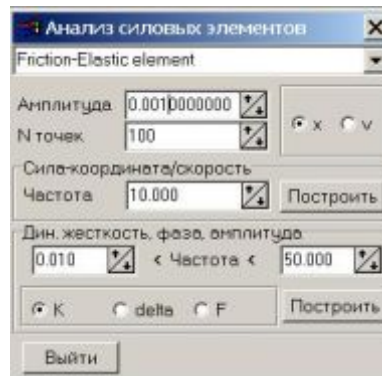 Анализ силовых элементов
Friction-Elastic element
Амплитуда 0.0010000000
N точек 100
x v
Сила-координата/скорость
Частота 10.000 Построить
Дин. жесткость, фаза, амплитуда
0.010 < Частота < 50.000
K delta F Построить
Выйти